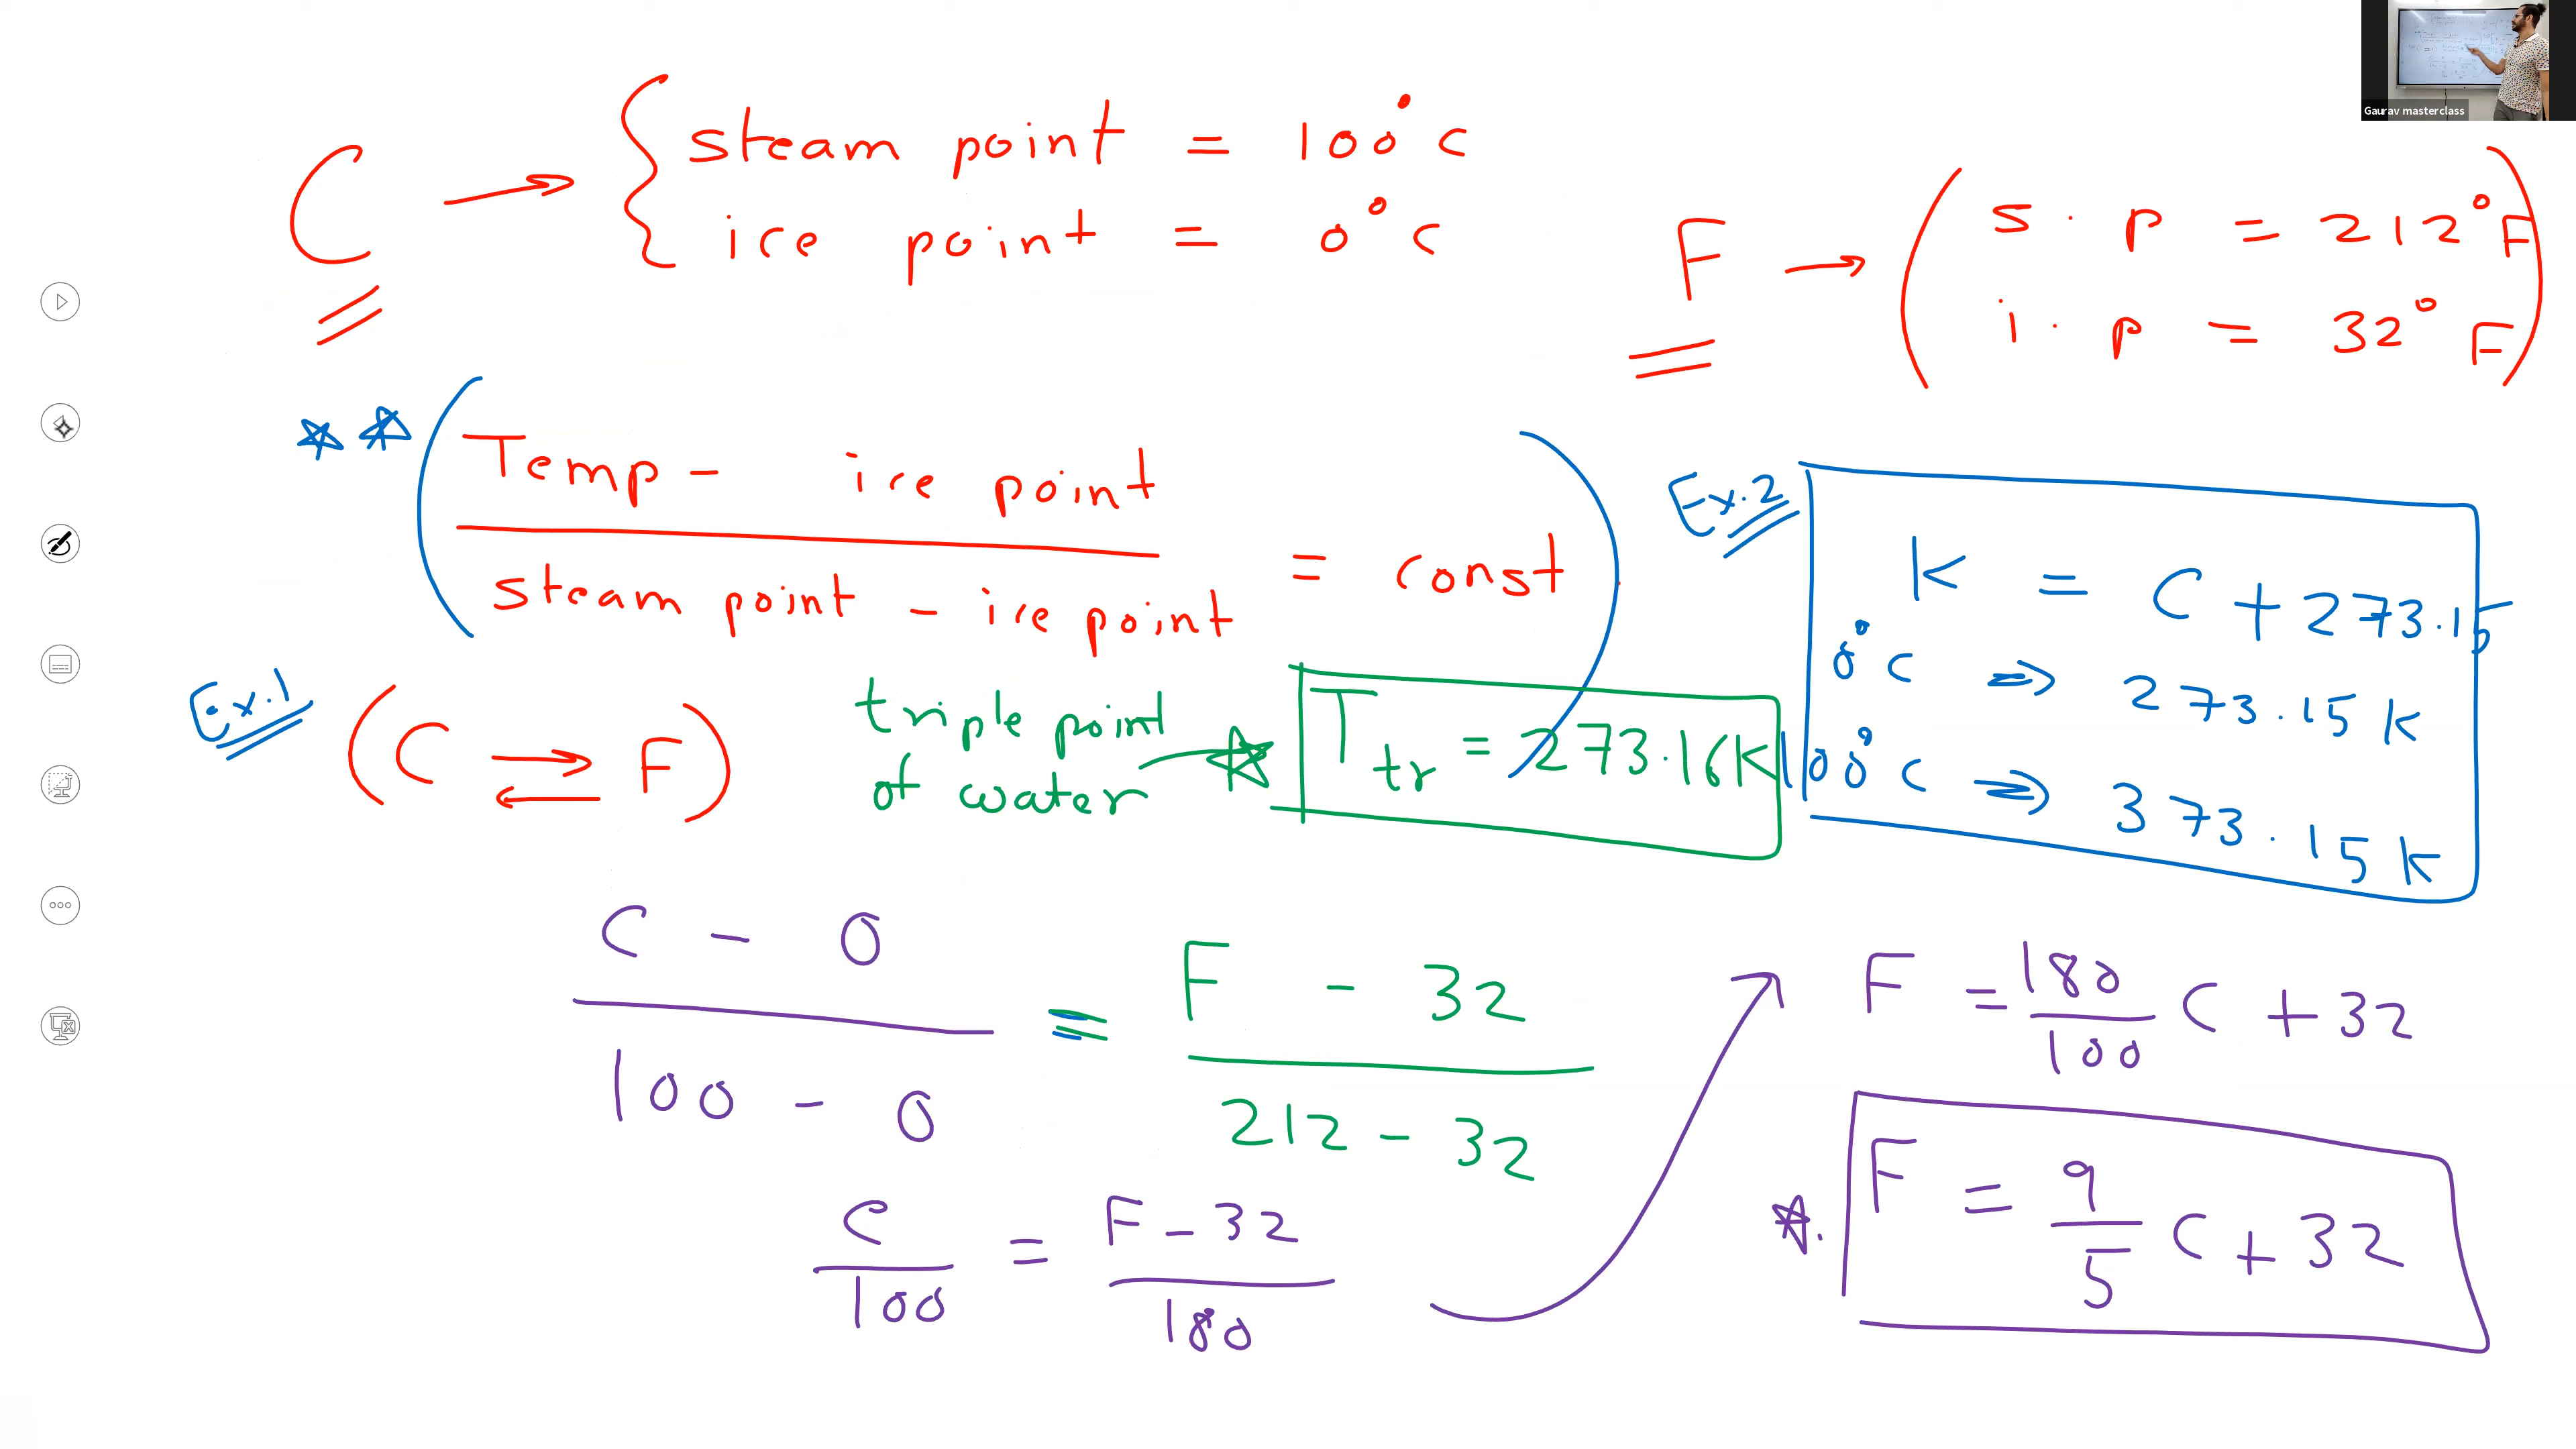 Gaurav masterclass
C → { steam point = 100°C
ice point = 0°C
F → ( s.p = 212°F
i.p = 32°F )
( Temp - ice point
steam point - ice point
= const )
Ex.2
K = C + 273.15
0°C ⇒ 273.15 K
100°C ⇒ 373.15 K
Ex.1
( C ⇄ F )
triple point
of water
T tr = 273.16K
C - 0
100 - 0
=
F - 32
212 - 32
C/100 = F - 32/180
F = 180/100 C + 32
F = 9/5 C + 32